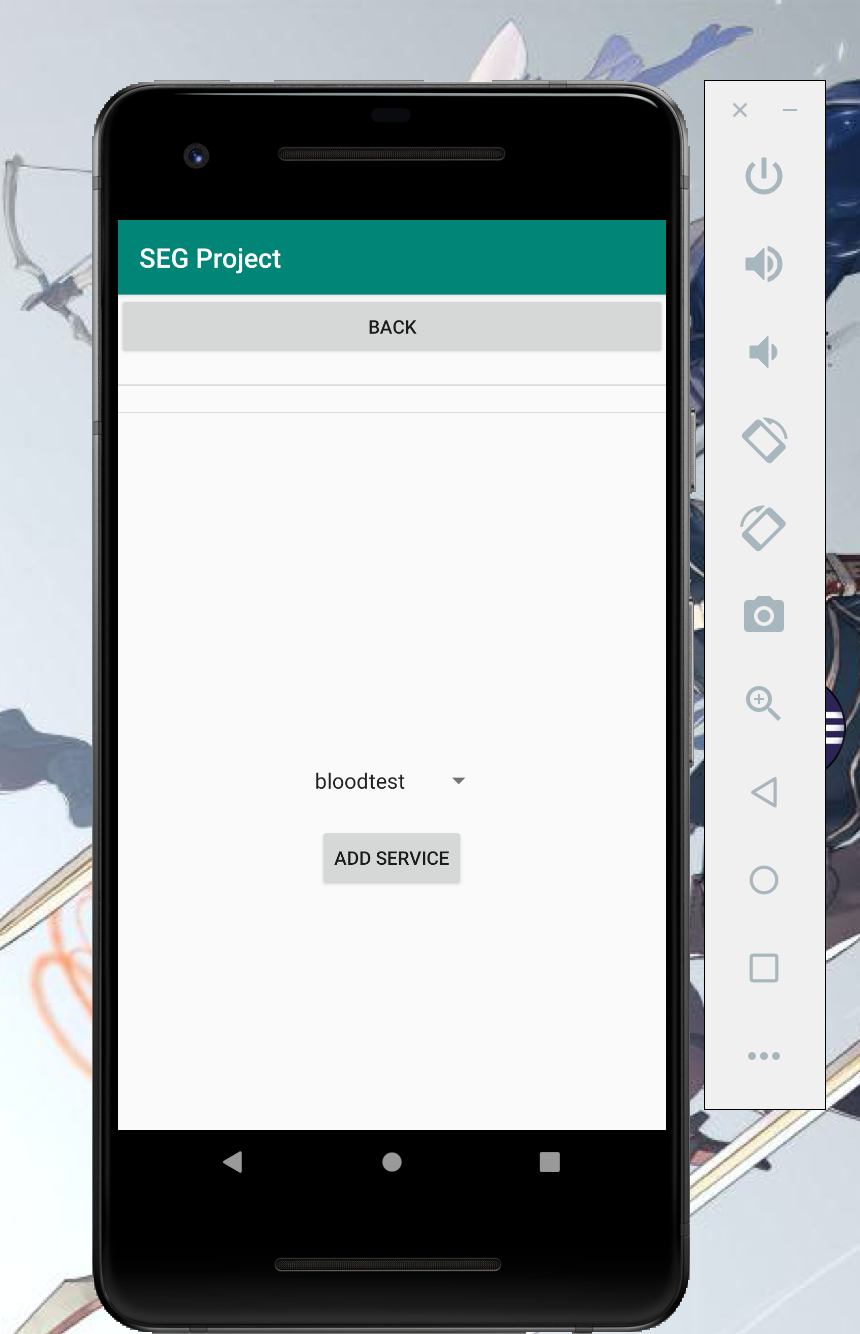 SEG Project
BACK
bloodtest
ADD SERVICE